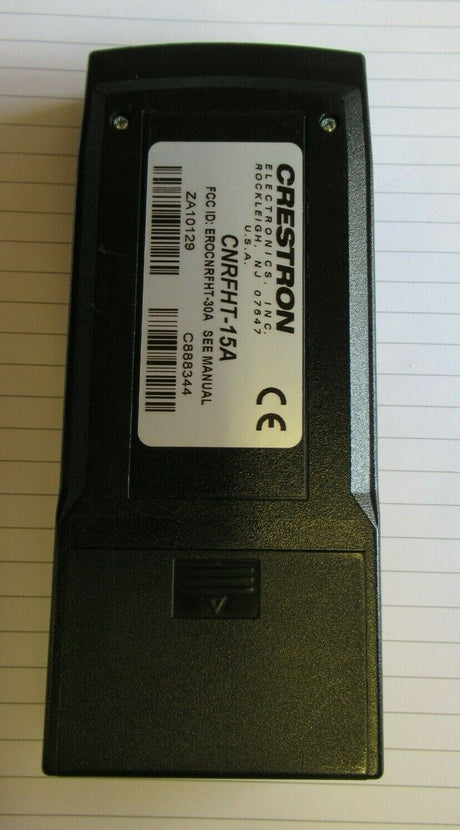 CRESTRON
ELECTRONICS, INC.
ROCKLEIGH, NJ 07647
U.S.A.
CE
CNRFHT-15A
FCC ID: EROCNRFHT-30A SEE MANUAL
ZA10129
C888344